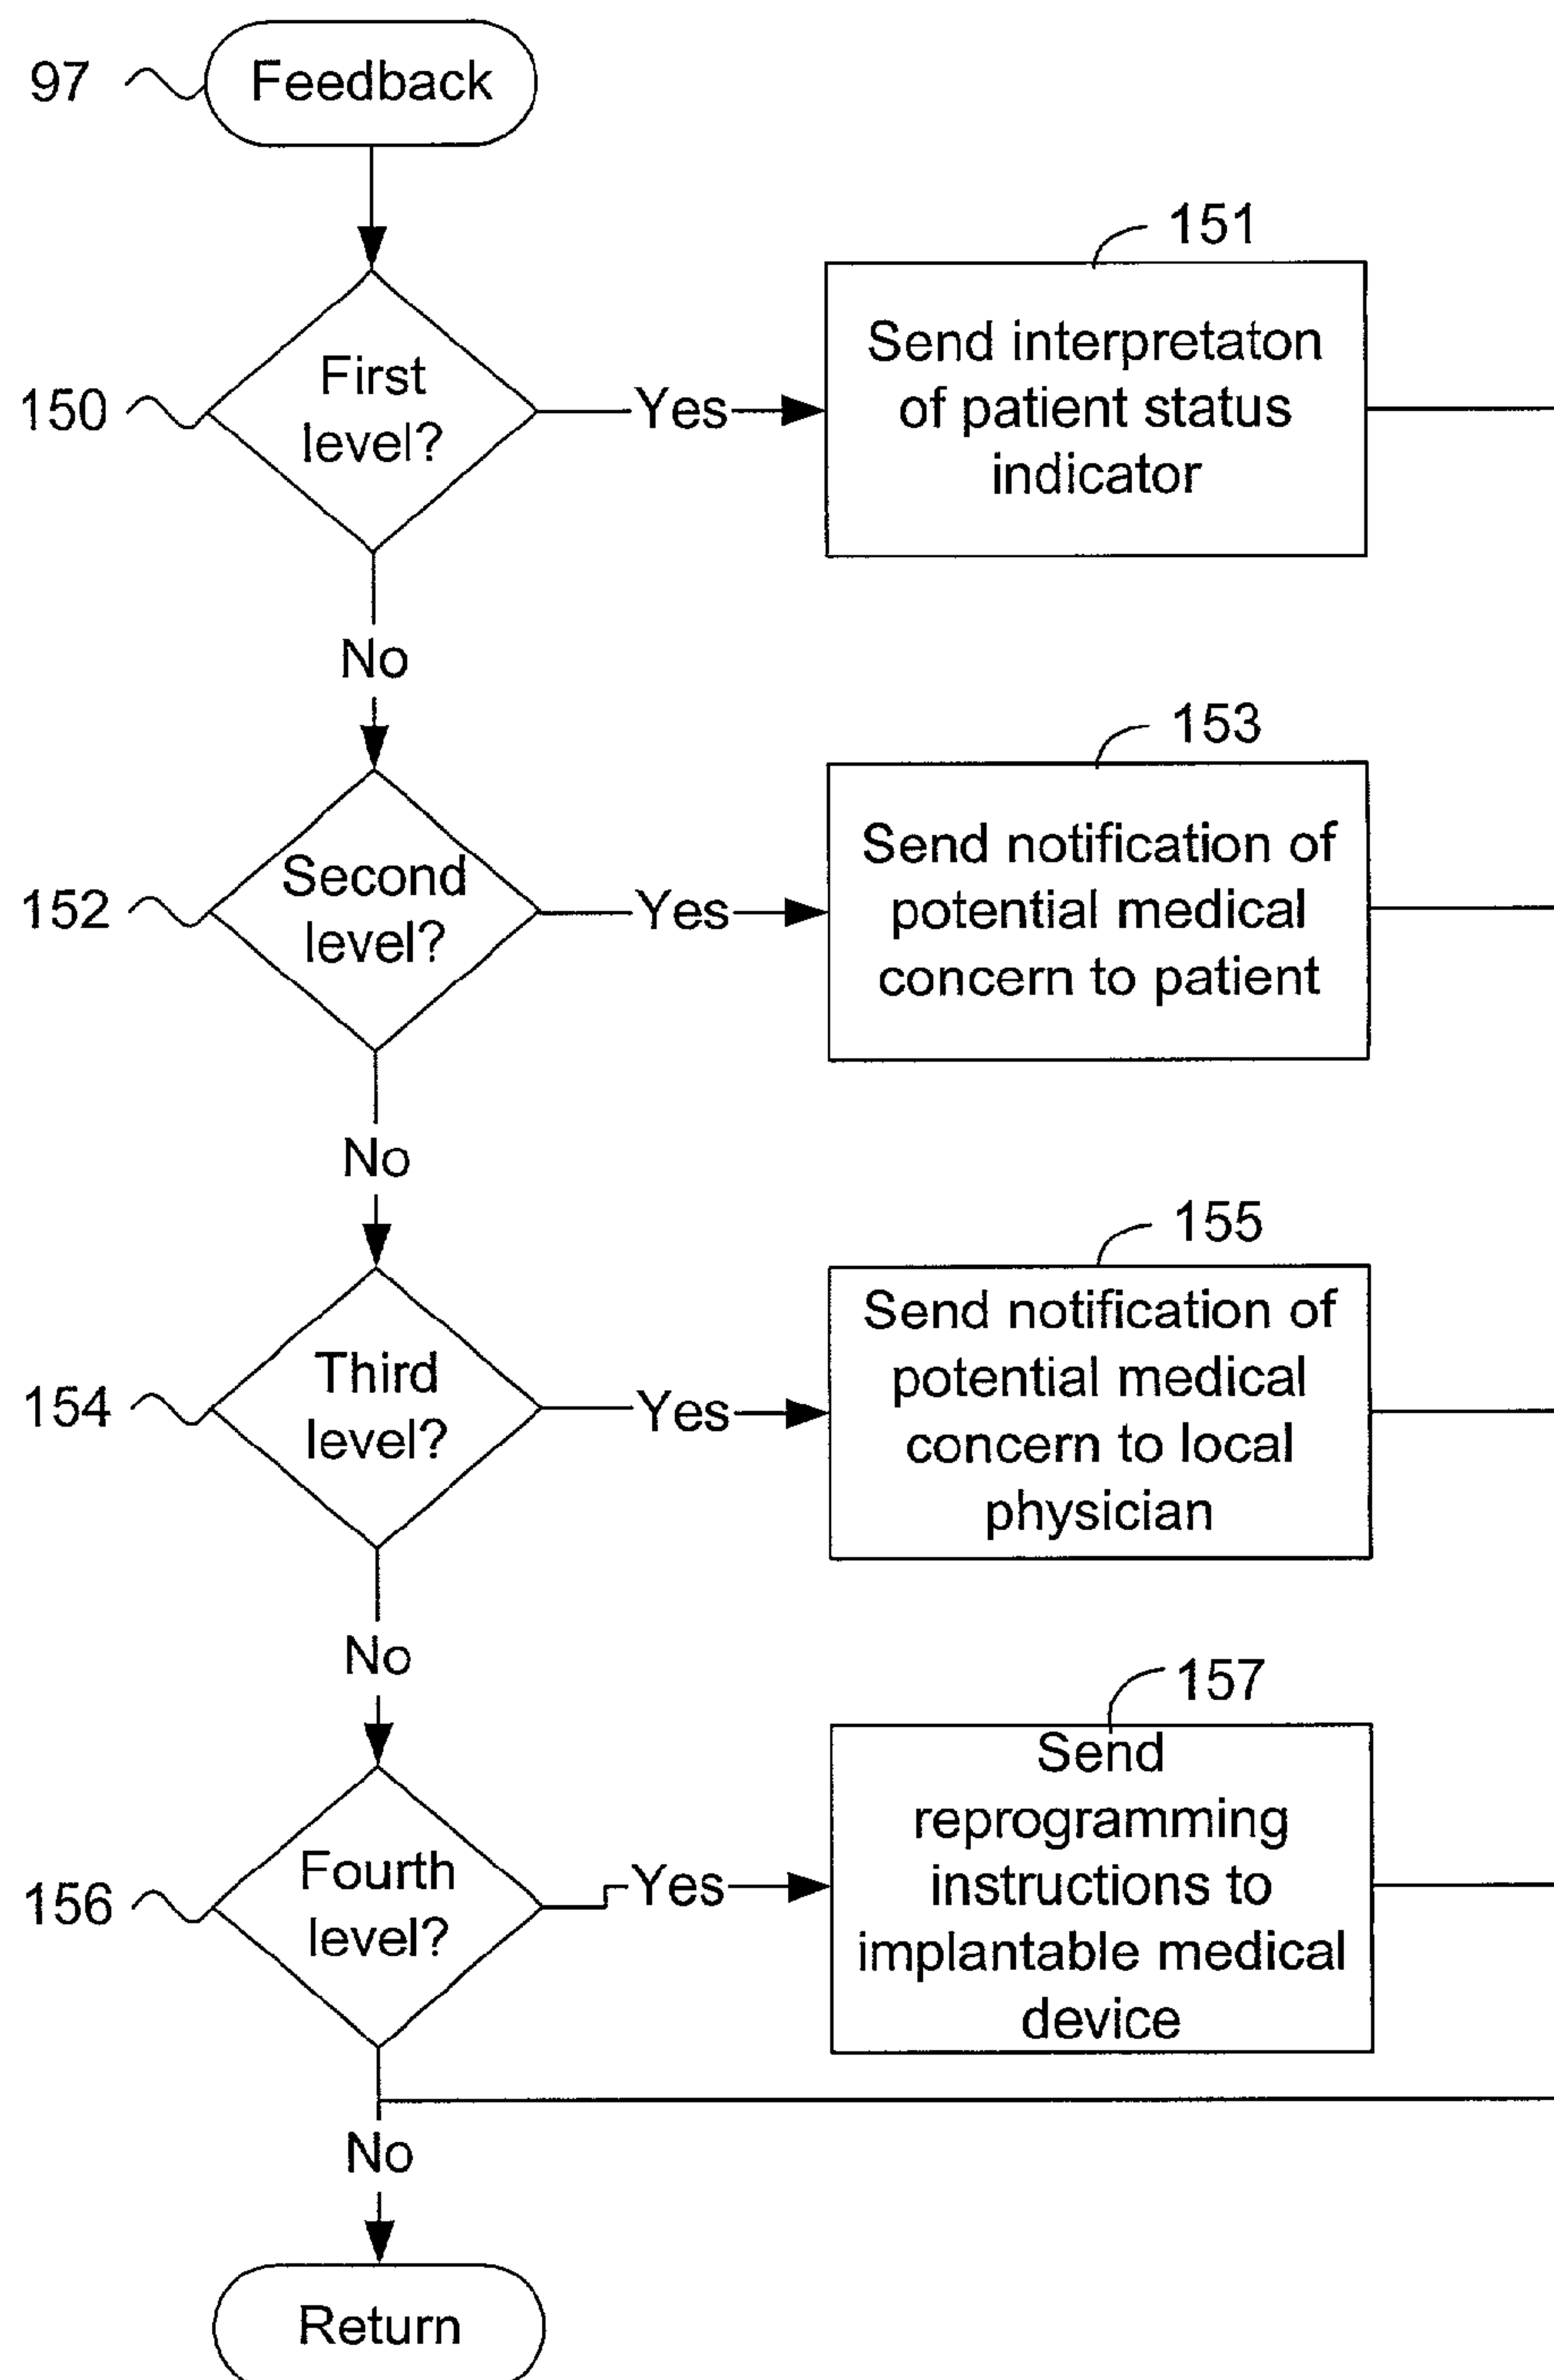 97
Feedback
151
150
First
level?
Yes
Send interpretaton
of patient status
indicator
No
153
152
Second
level?
Yes
Send notification of
potential medical
concern to patient
No
155
154
Third
level?
Yes
Send notification of
potential medical
concern to local
physician
No
157
156
Fourth
level?
Yes
Send
reprogramming
instructions to
implantable medical
device
No
Return